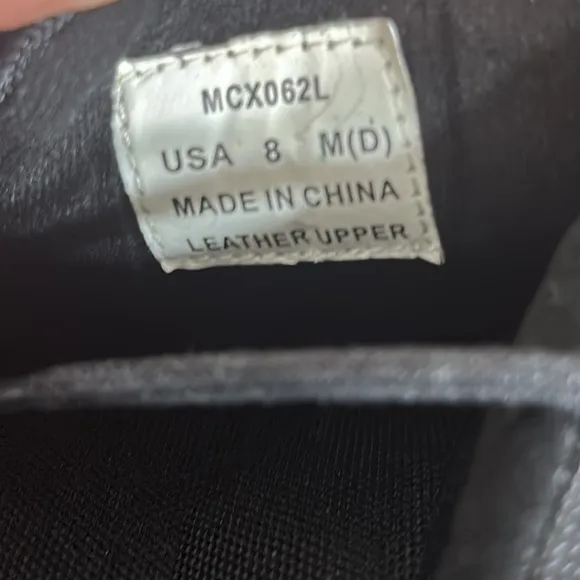 MCX062L
USA 8 M(D)
MADE IN CHINA
LEATHER UPPER